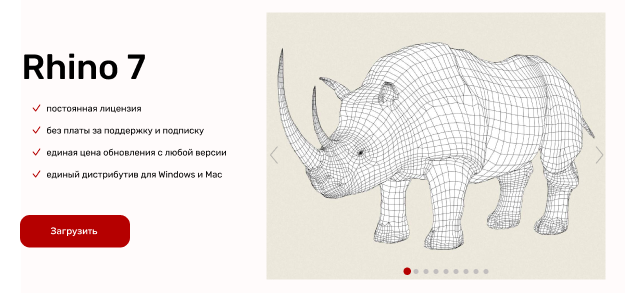 Rhino 7
постоянная лицензия
без платы за поддержку и подписку
единая цена обновления с любой версии
единый дистрибутив для Windows и Mac
Загрузить